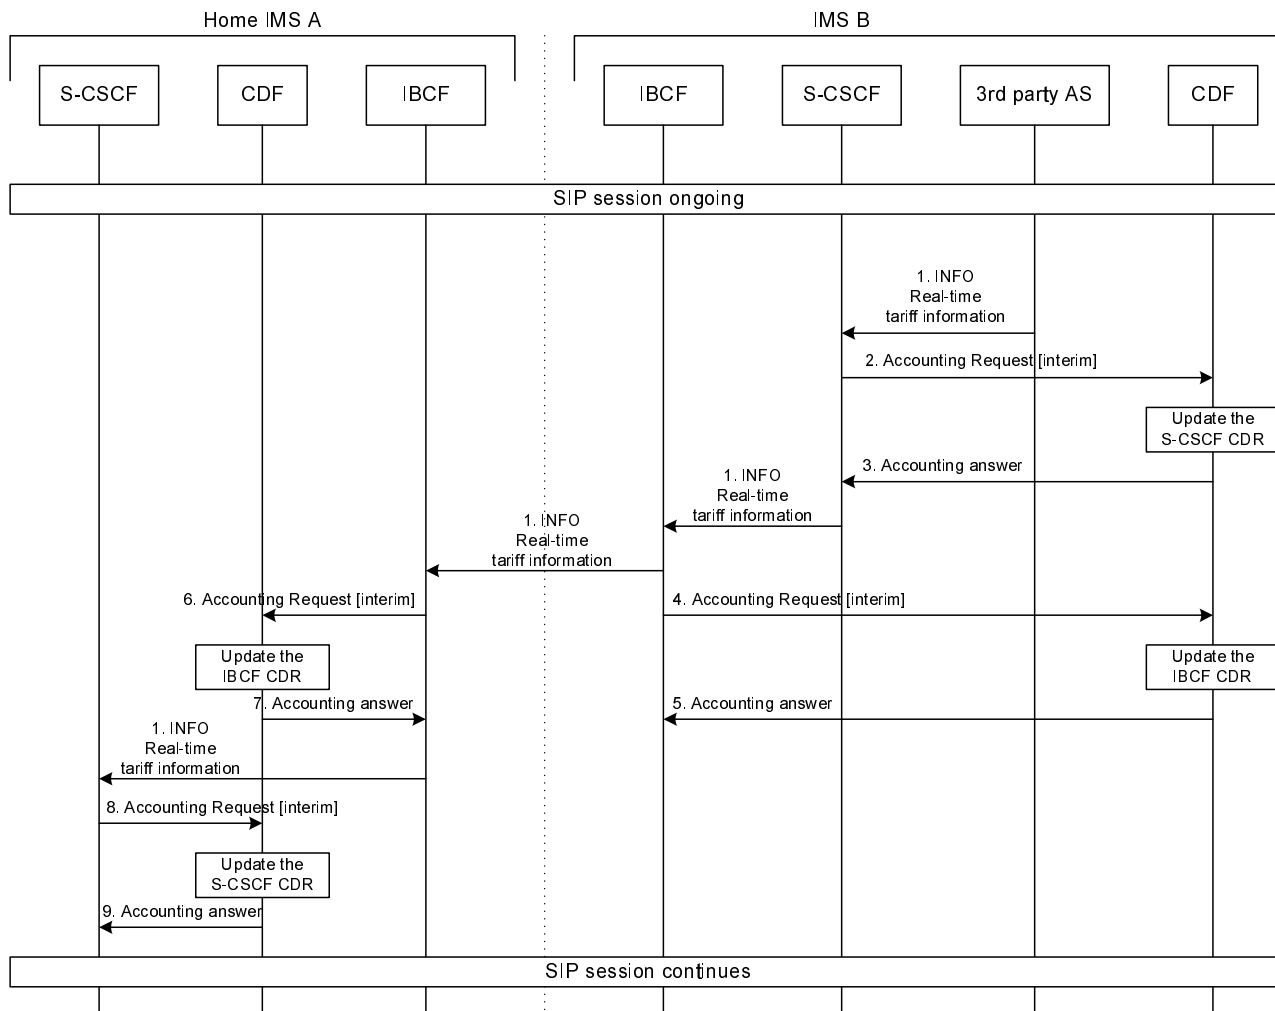 Home IMS A
IMS B
S-CSCF
CDF
IBCF
IBCF
S-CSCF
3rd party AS
CDF
SIP session ongoing
1. INFO
Real-time
tariff information
2. Accounting Request [interim]
Update the
S-CSCF CDR
3. Accounting answer
1. INFO
Real-time
tariff information
1. INFO
Real-time
tariff information
6. Accounting Request [interim]
4. Accounting Request [interim]
Update the
IBCF CDR
Update the
IBCF CDR
7. Accounting answer
5. Accounting answer
1. INFO
Real-time
tariff information
8. Accounting Request [interim]
Update the
S-CSCF CDR
9. Accounting answer
SIP session continues